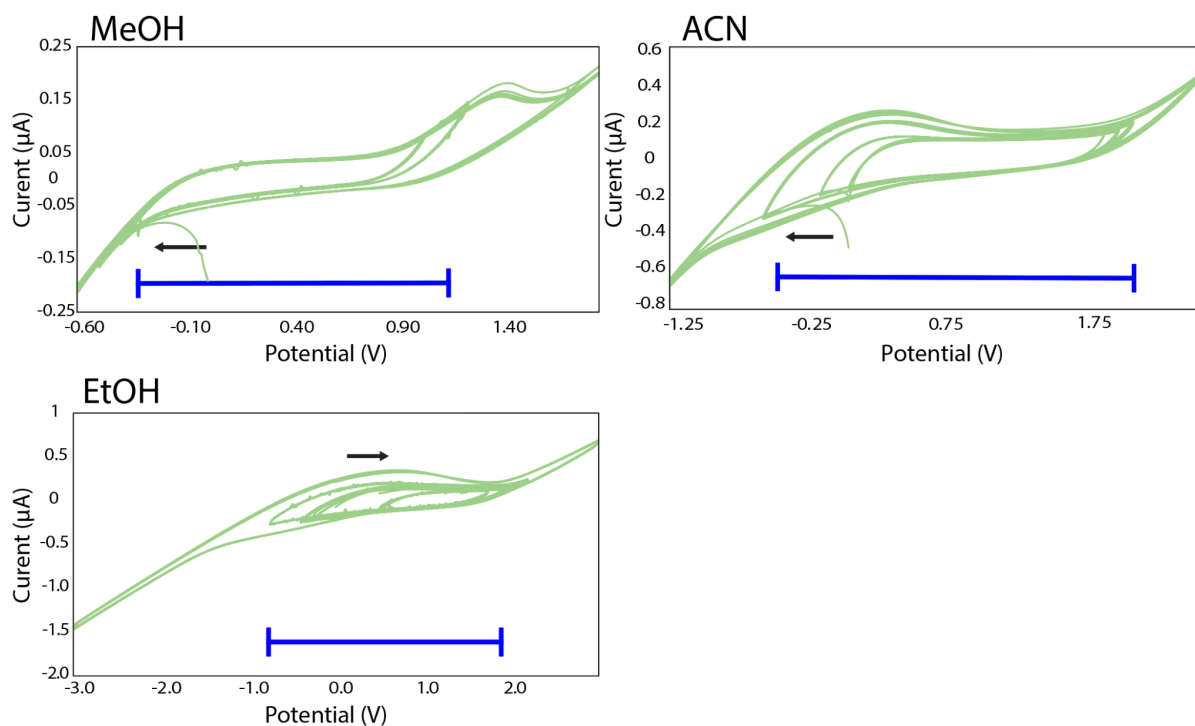 MeOH
0.25
0.15
0.05
0
-0.05
-0.15
-0.25
Curent (µA)
-0.60 -0.10 0.40 0.90 1.40
Potential (V)
ACN
0.6
0.4
0.2
0
-0.2
-0.4
-0.6
-0.8
Curent (µA)
-1.25 -0.25 0.75 1.75
Potential (V)
EtOH
1
0.5
0
-0.5
-1.0
-1.5
-2.0
Curent (µA)
-3.0 -2.0 -1.0 0.0 1.0 2.0
Potential (V)